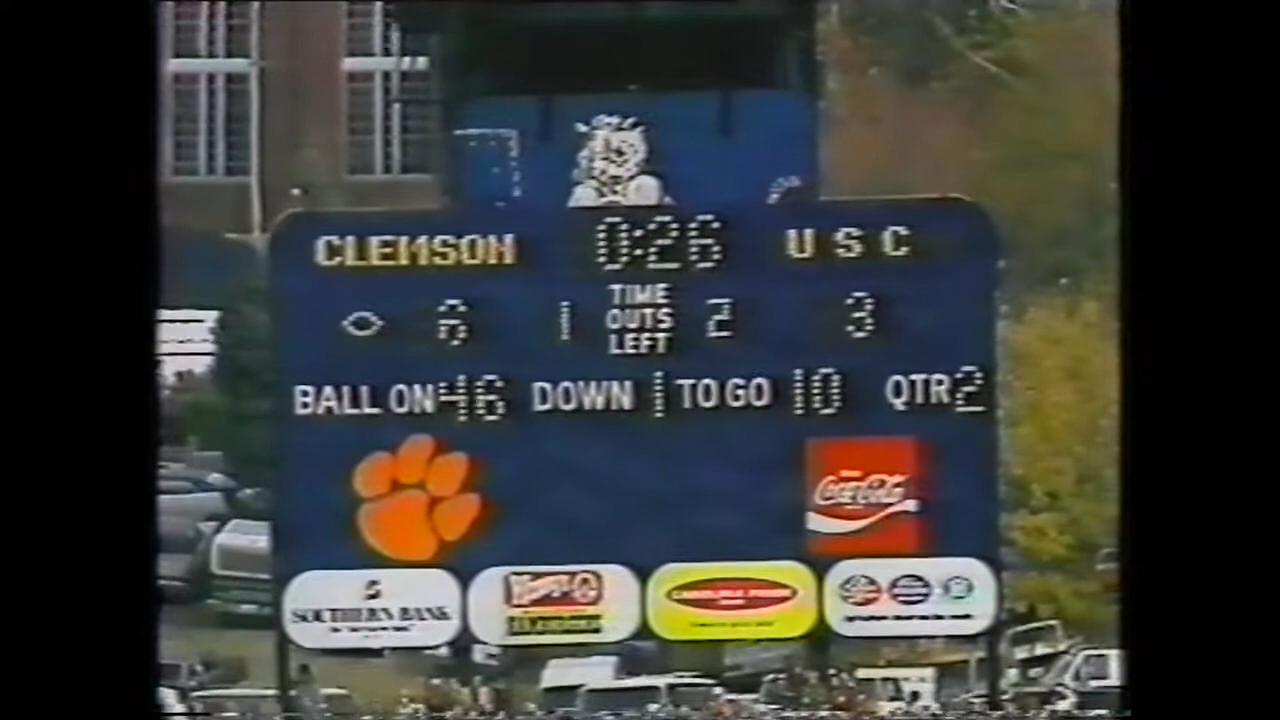 CLEMSON 0:26 U S C
6 1 TIME OUTS LEFT 2 3
BALL ON 46 DOWN 1 TO GO 10 QTR 2
Coca-Cola
SOUTHERN BANK